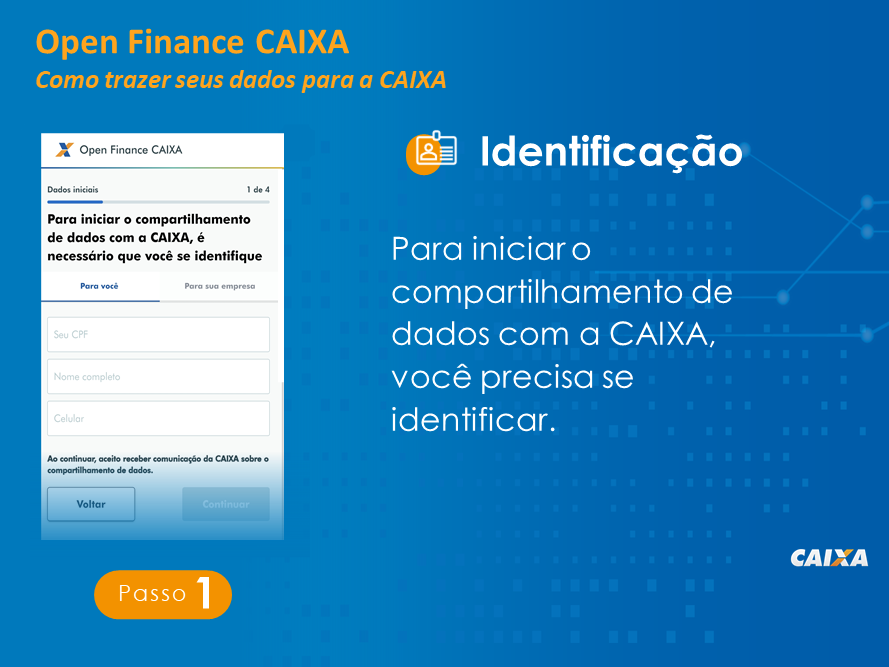 Open Finance CAIXA
Como trazer seus dados para a CAIXA
Open Finance CAIXA
Dados iniciais 1 de 4
Para iniciar o compartilhamento
de dados com a CAIXA, é
necessário que você se identifique
Para você Para sua empresa
Seu CPF
Nome completo
Celular
Ao continuar, aceito receber comunicação da CAIXA sobre o
compartilhamento de dados.
Voltar Continuar
Passo 1
Identificação
Para iniciar o
compartilhamento de
dados com a CAIXA,
você precisa se
identificar.
CAIXA